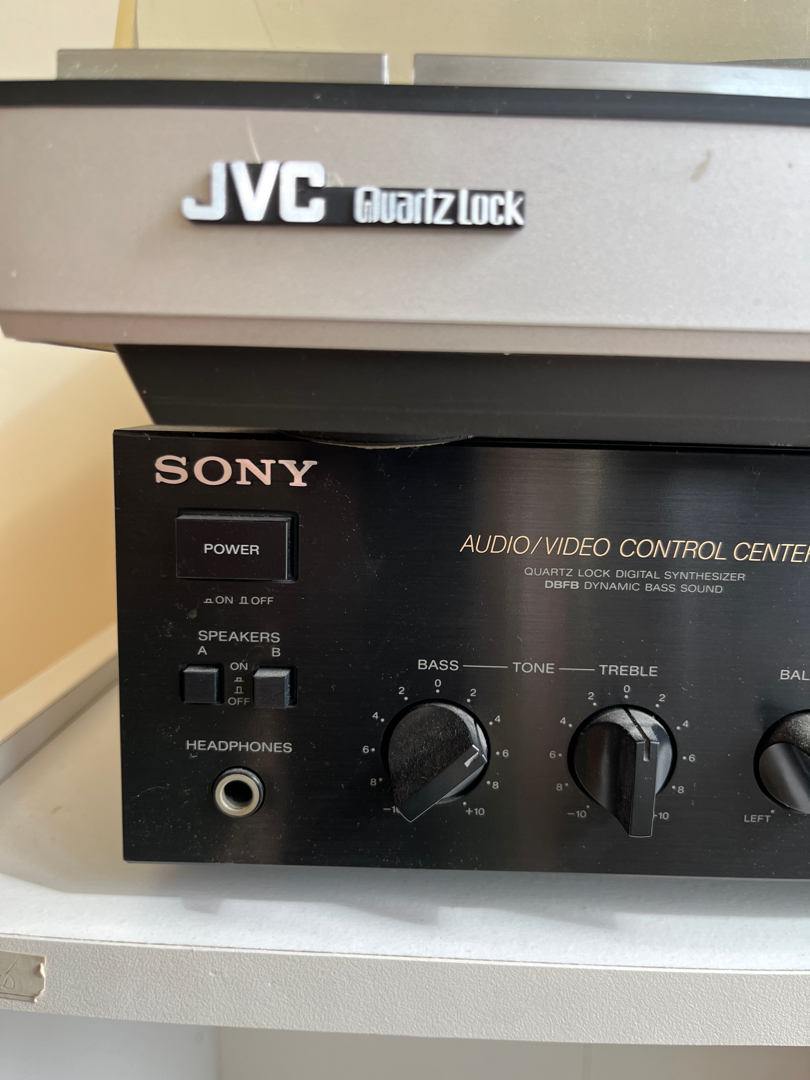 JVC Quartz Lock
SONY
POWER
ON OFF
AUDIO/VIDEO CONTROL CENTER
QUARTZ LOCK DIGITAL SYNTHESIZER
DBFB DYNAMIC BASS SOUND
SPEAKERS
A B
ON
OFF
HEADPHONES
BASS TONE TREBLE
0
2 2
4 4
6 6
8 8
+10
0
2 2
4 4
6 6
8 8
-10 10
BAL
LEFT